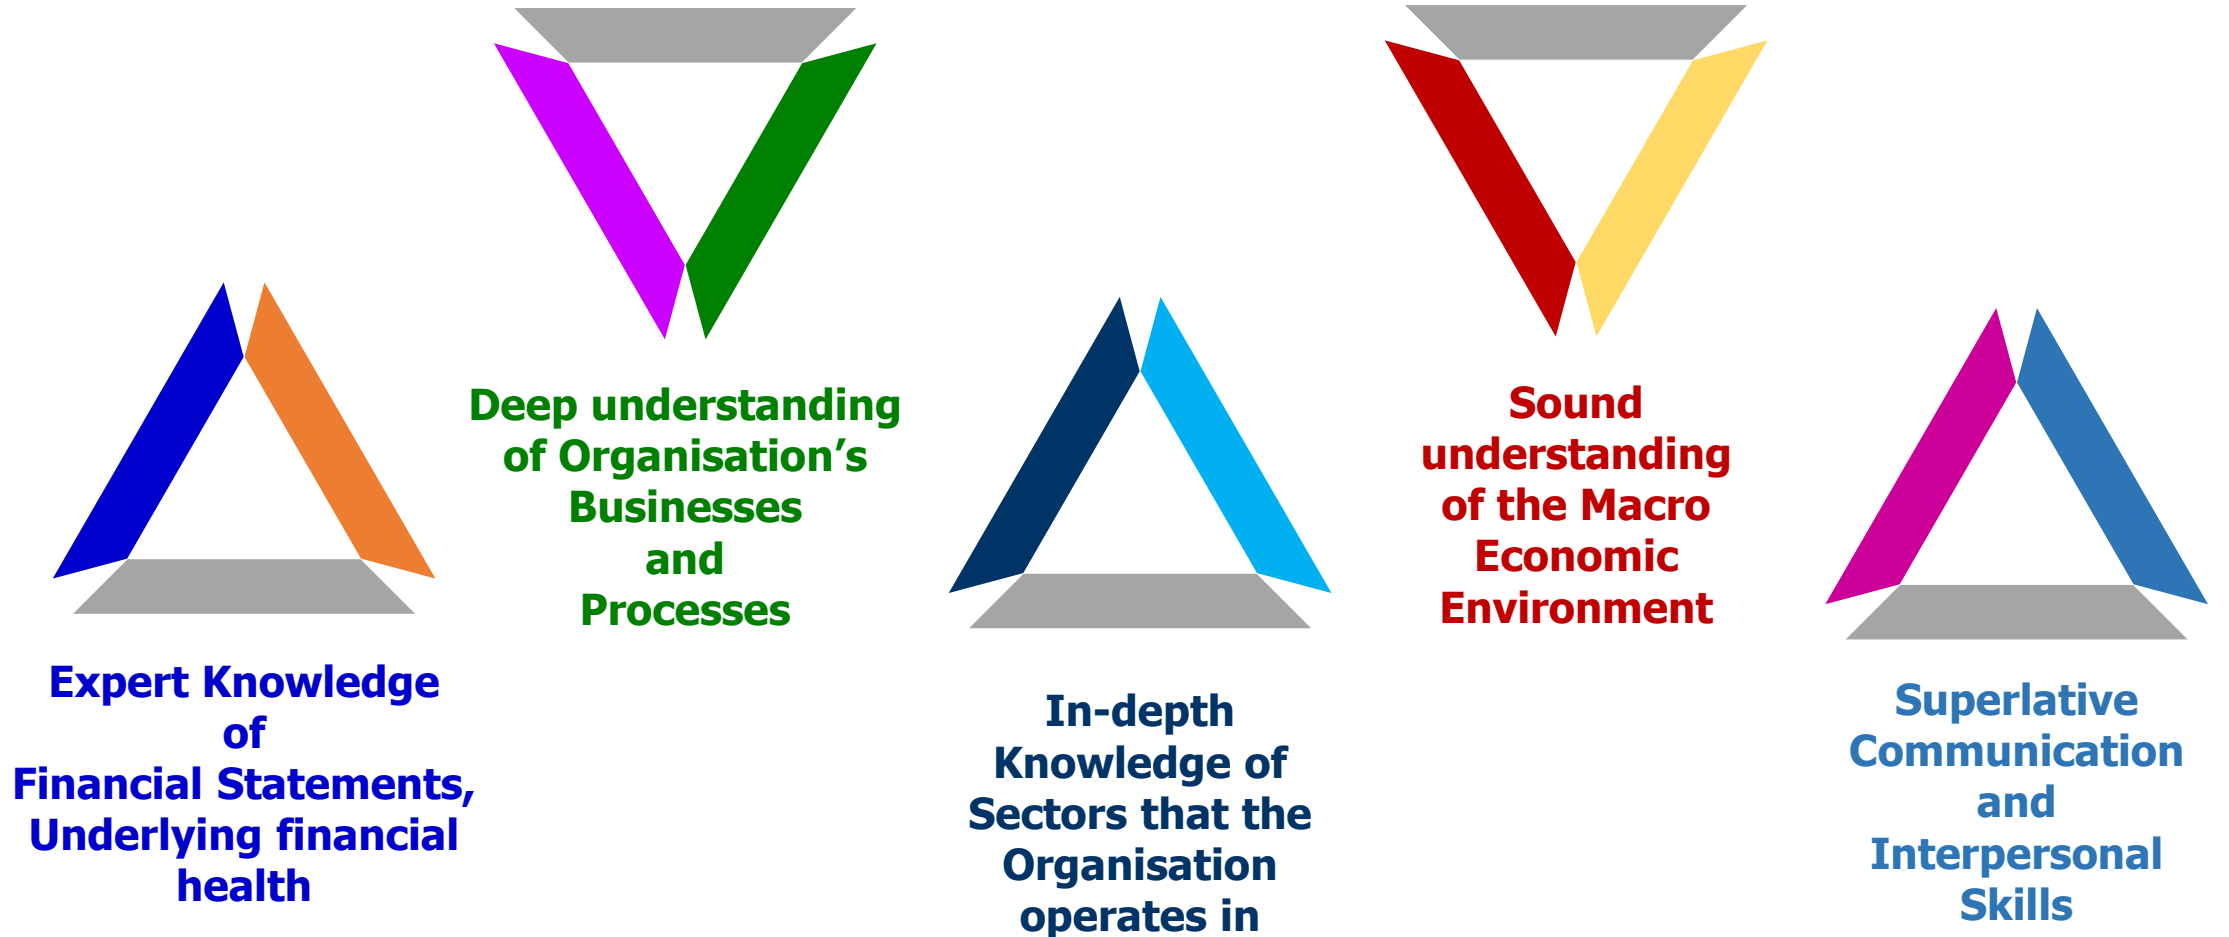 Expert Knowledge
of
Financial Statements,
Underlying financial
health
Deep understanding
of Organisation’s
Businesses
and
Processes
In-depth
Knowledge of
Sectors that the
Organisation
operates in
Sound
understanding
of the Macro
Economic
Environment
Superlative
Communication
and
Interpersonal
Skills